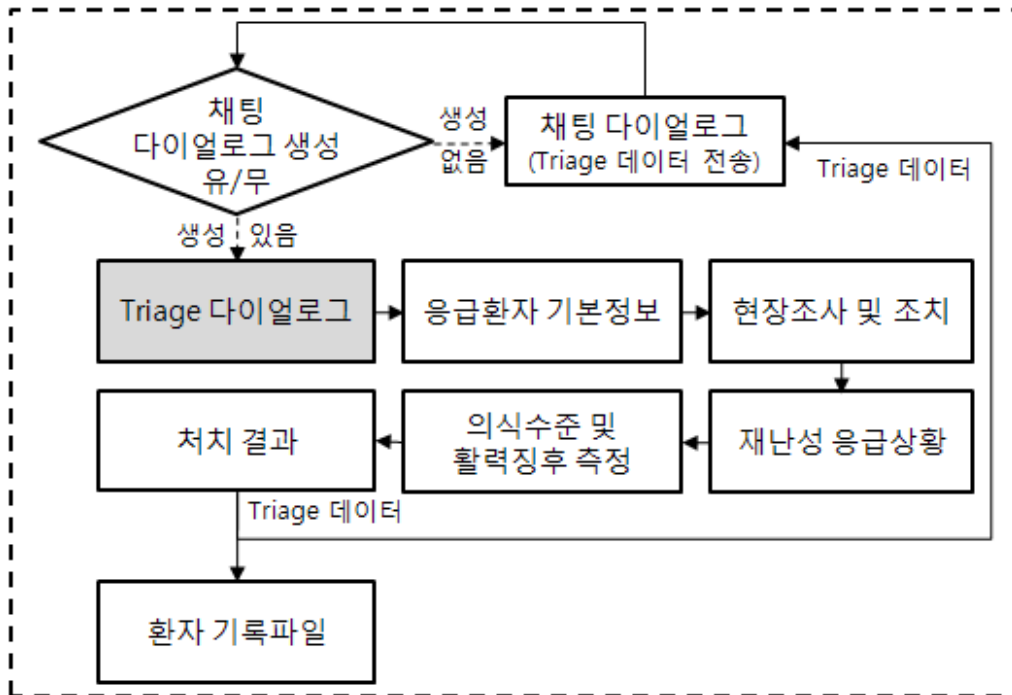 채팅
다이얼로그 생성
유/무
생성
없음
채팅 다이얼로그
(Triage 데이터 전송)
Triage 데이터
생성 있음
Triage 다이얼로그
응급환자 기본정보
현장조사 및 조치
처치 결과
의식수준 및
활력징후 측정
재난성 응급상황
Triage 데이터
환자 기록파일